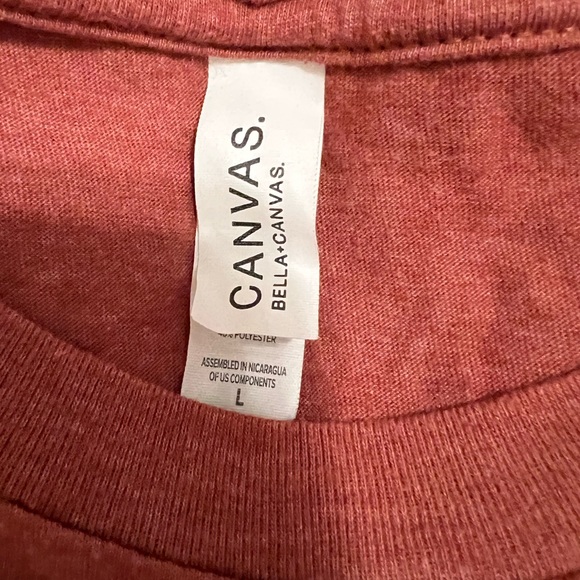 CANVAS.
BELLA+CANVAS.
POLYESTER
ASSEMBLED IN NICARAGUA
OF US COMPONENTS
L